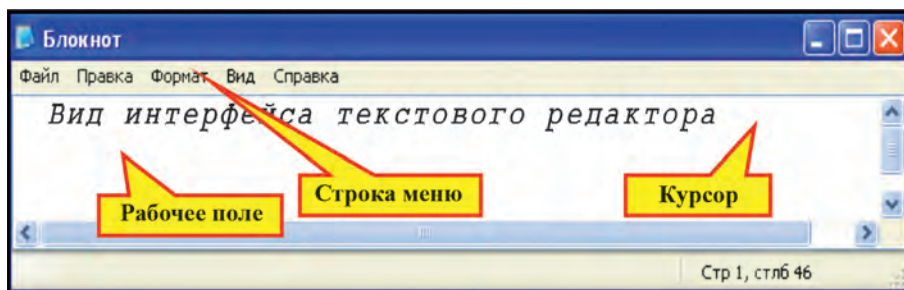 Блокнот
Файл Правка Формат Вид Справка
Вид интерфейса текстового редактора
Рабочее поле
Строка меню
Курсор
Стр 1, стлб 46